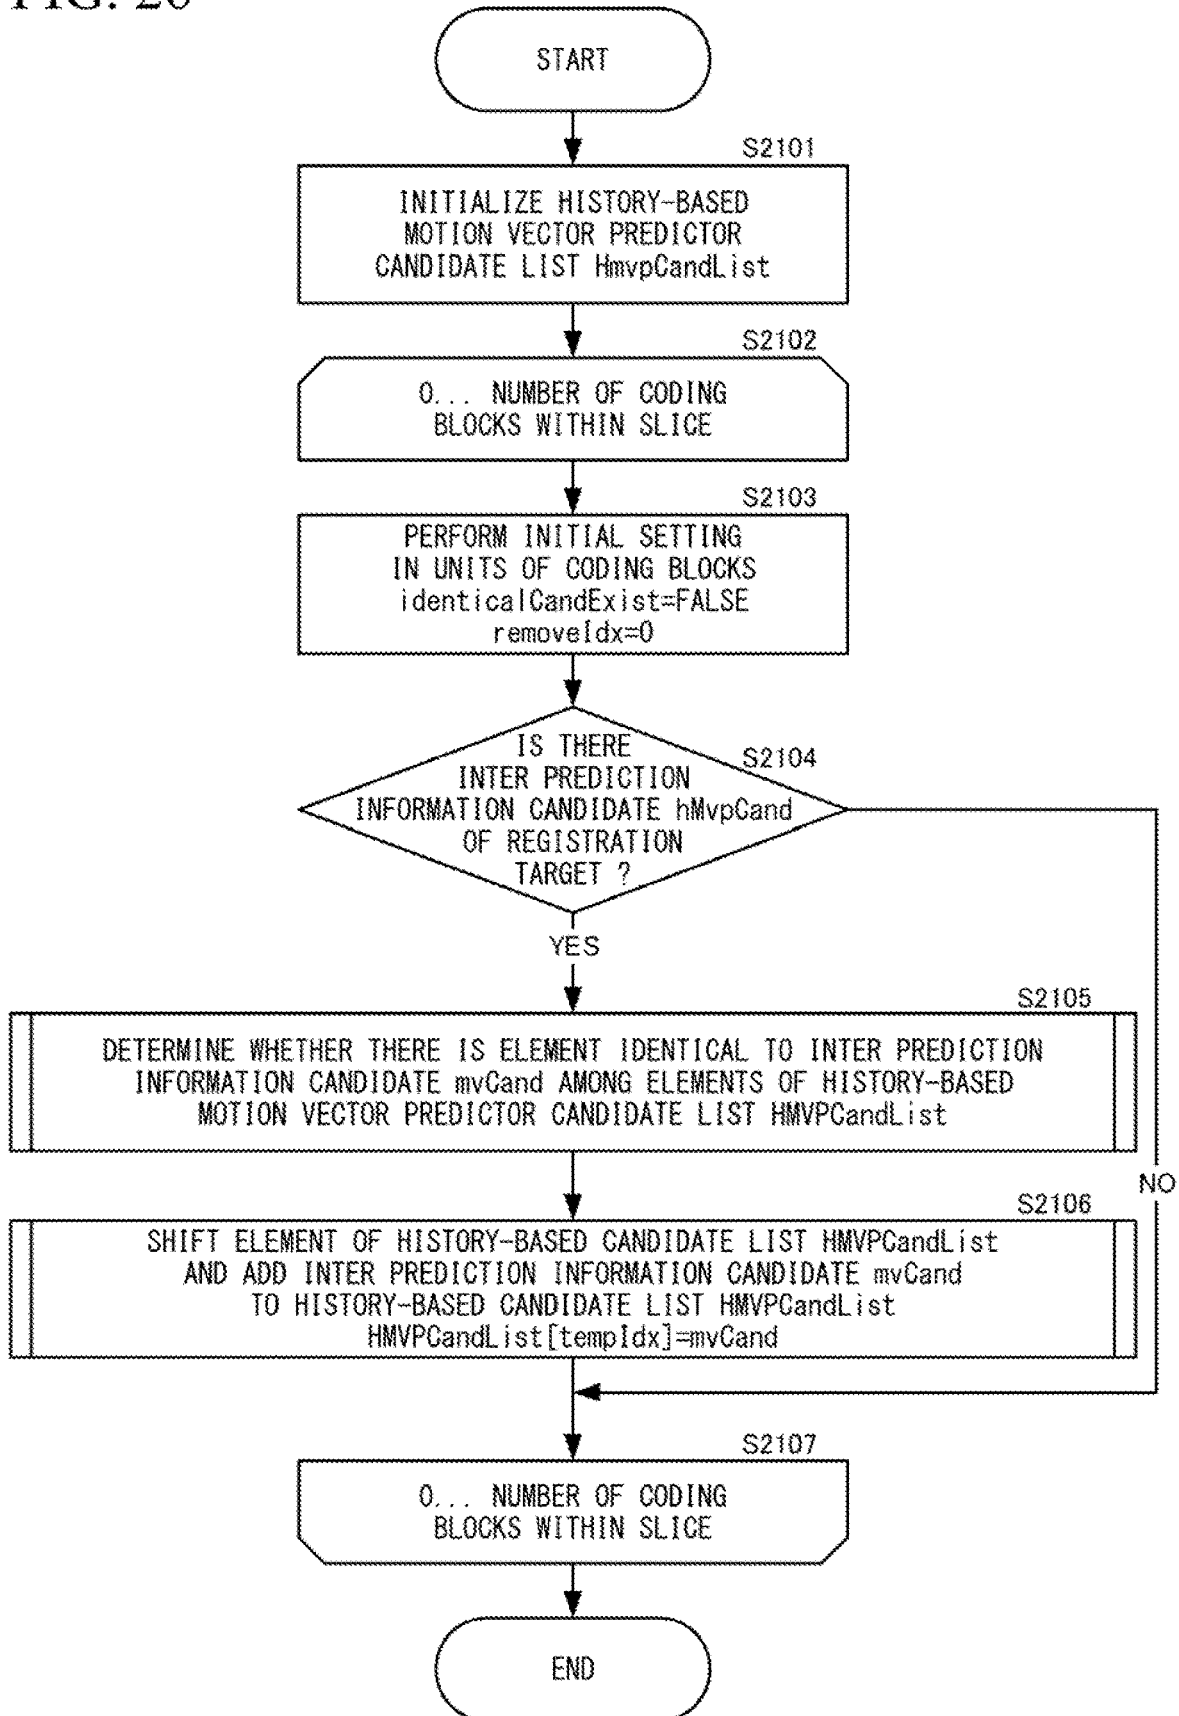 FIG. 26
START
S2101
INITIALIZE HISTORY-BASED
MOTION VECTOR PREDICTOR
CANDIDATE LIST HmvpCandList
S2102
0... NUMBER OF CODING
BLOCKS WITHIN SLICE
S2103
PERFORM INITIAL SETTING
IN UNITS OF CODING BLOCKS
identicalCandExist=FALSE
removeIdx=0
S2104
IS THERE
INTER PREDICTION
INFORMATION CANDIDATE hMvpCand
OF REGISTRATION
TARGET ?
YES
S2105
DETERMINE WHETHER THERE IS ELEMENT IDENTICAL TO INTER PREDICTION
INFORMATION CANDIDATE mvCand AMONG ELEMENTS OF HISTORY-BASED
MOTION VECTOR PREDICTOR CANDIDATE LIST HMVPCandList
NO
S2106
SHIFT ELEMENT OF HISTORY-BASED CANDIDATE LIST HMVPCandList
AND ADD INTER PREDICTION INFORMATION CANDIDATE mvCand
TO HISTORY-BASED CANDIDATE LIST HMVPCandList
HMVPCandList[tempIdx]=mvCand
S2107
0... NUMBER OF CODING
BLOCKS WITHIN SLICE
END